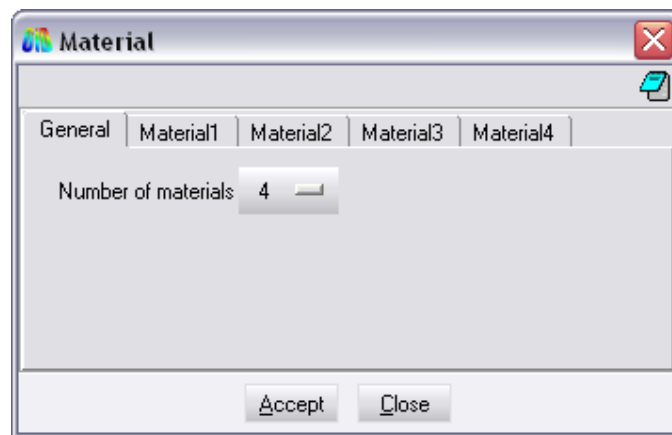 Material
General Material1 Material2 Material3 Material4
Number of materials 4
Accept Close